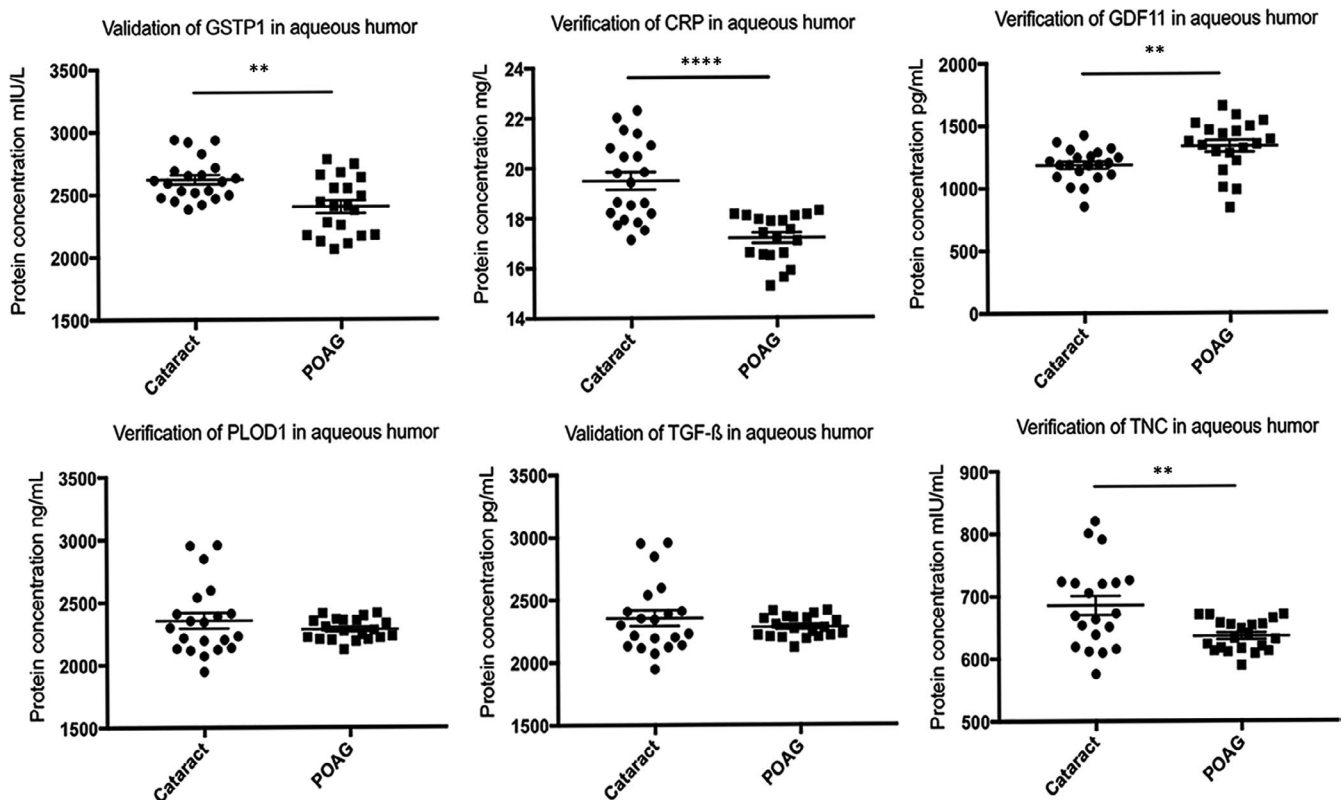 Validation of GSTP1 in aqueous humor
**
Protein concentration mIU/L
3500
3000
2500
2000
1500
Cataract
POAG
Verification of CRP in aqueous humor
****
Protein concentration mg/L
24
22
20
18
16
14
Cataract
POAG
Verification of GDF11 in aqueous humor
**
Protein concentration pg/mL
2000
1500
1000
500
0
Cataract
POAG
Verification of PLOD1 in aqueous humor
Protein concentration ng/mL
3500
3000
2500
2000
1500
Cataract
POAG
Validation of TGF-ß in aqueous humor
Protein concentration pg/mL
3500
3000
2500
2000
1500
Cataract
POAG
Verification of TNC in aqueous humor
**
Protein concentration mIU/mL
900
800
700
600
500
Cataract
POAG